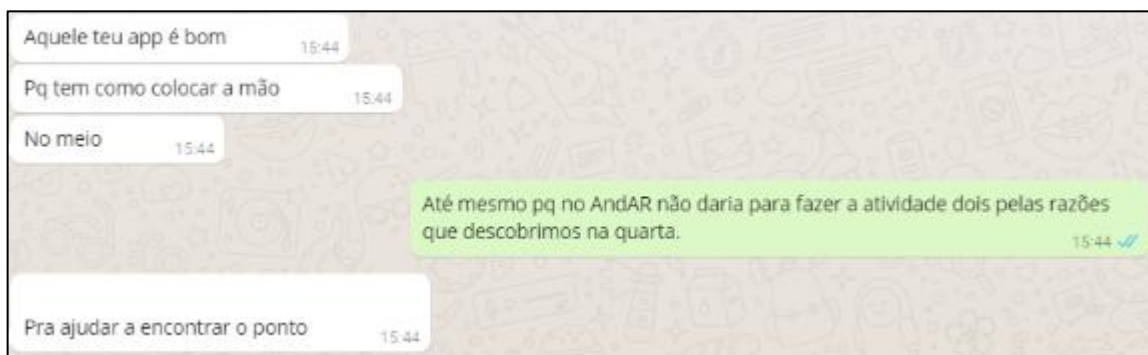 Aquele teu app é bom 15:44
Pq tem como colocar a mão 15:44
No meio 15:44
Até mesmo pq no AndAR não daria para fazer a atividade dois pelas razões
que descobrimos na quarta. 15:44
Pra ajudar a encontrar o ponto 15:44